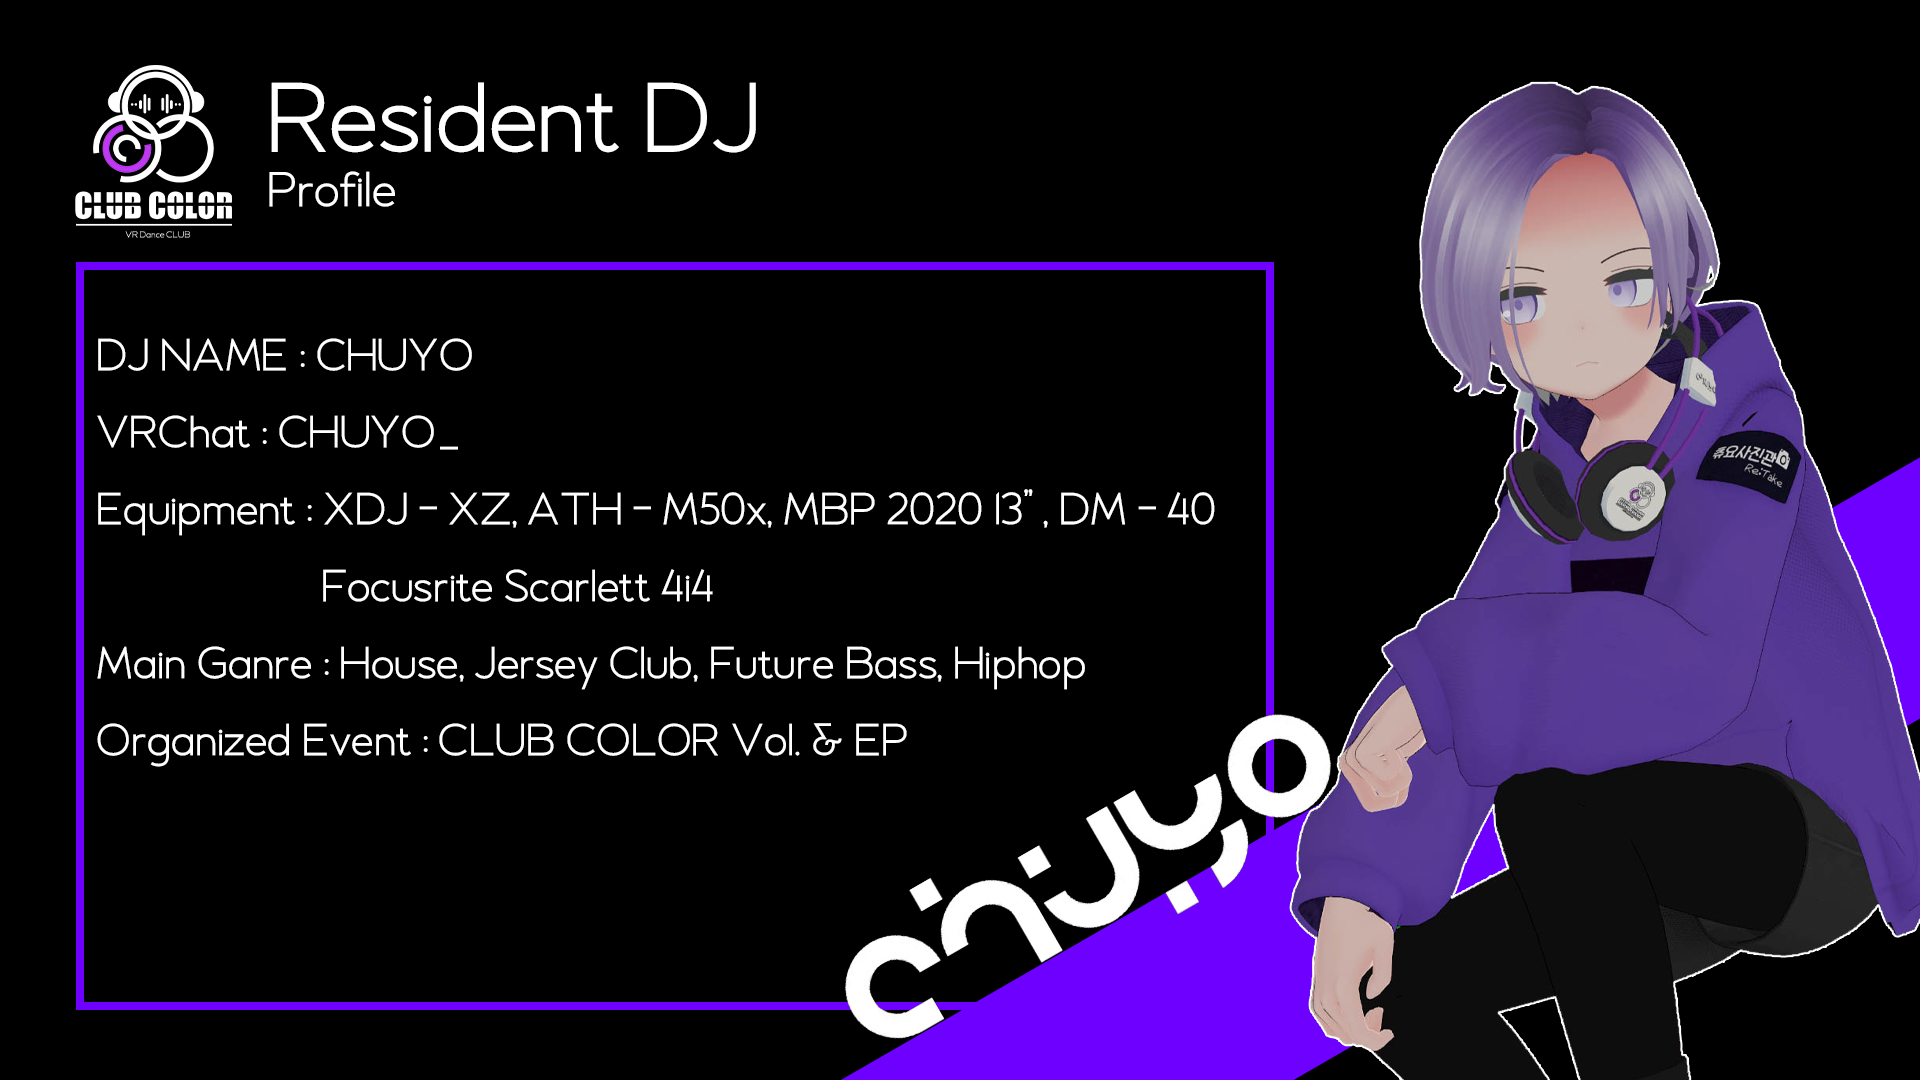 Resident DJ
Profile
CLUB COLOR
VR Dance CLUB
DJ NAME : CHUYO
VRChat : CHUYO_
Equipment : XDJ - XZ, ATH - M50x, MBP 2020 13" , DM - 40
Focusrite Scarlett 4i4
Main Ganre : House, Jersey Club, Future Bass, Hiphop
Organized Event : CLUB COLOR Vol. & EP
chuyo
츄요사진관
Re:Take